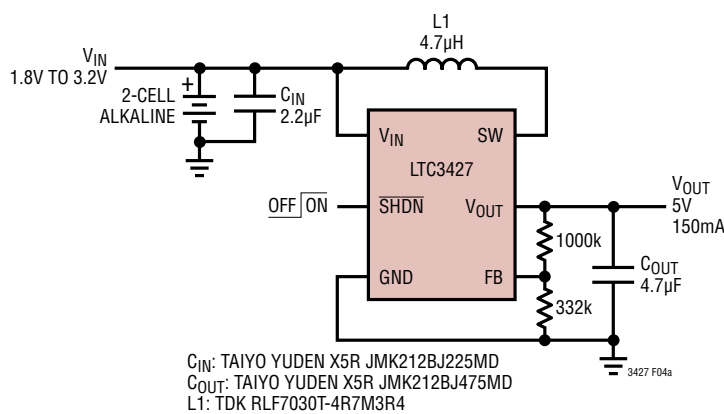 L1
4.7µH
VIN
1.8V TO 3.2V
+
2-CELL
ALKALINE
CIN
2.2µF
VIN
SW
LTC3427
OFF ON
SHDN
VOUT
VOUT
5V
150mA
1000k
GND
FB
COUT
4.7µF
332k
3427 F04a
CIN: TAIYO YUDEN X5R JMK212BJ225MD
COUT: TAIYO YUDEN X5R JMK212BJ475MD
L1: TDK RLF7030T-4R7M3R4